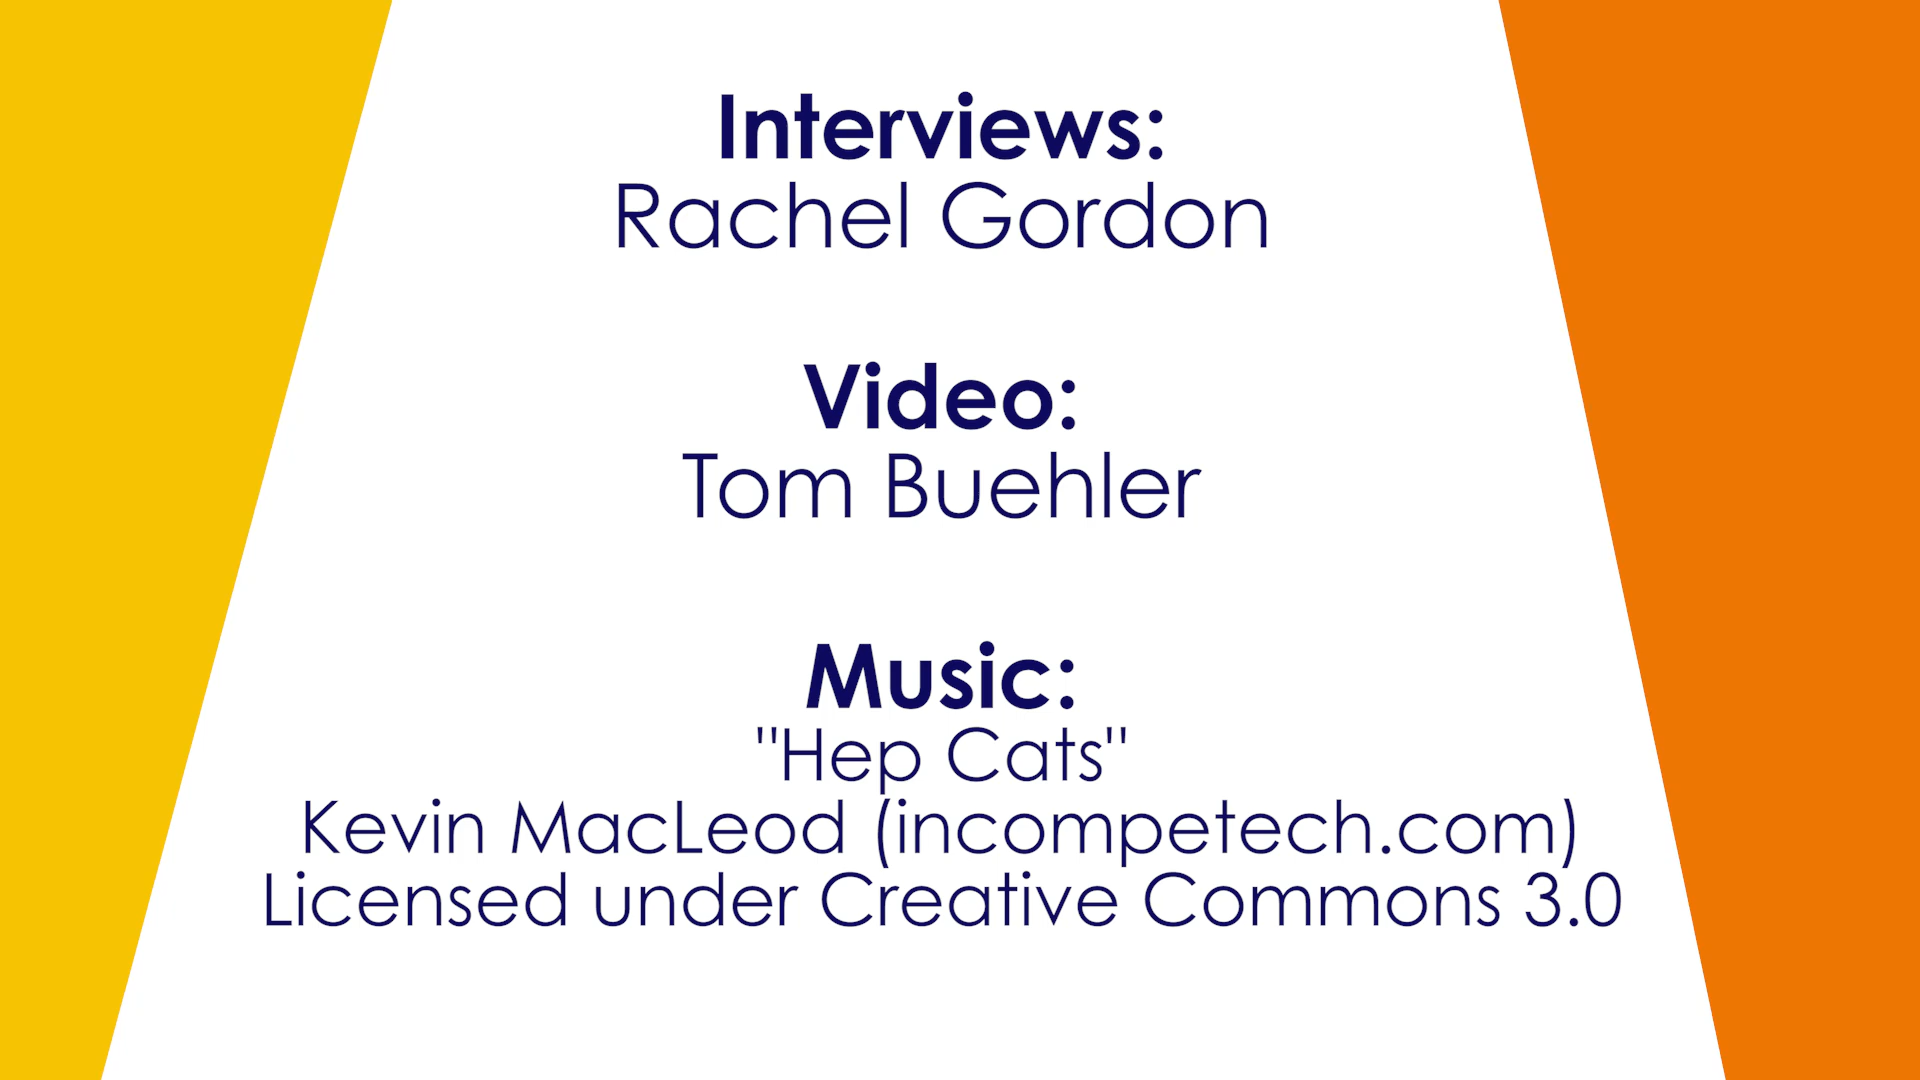 Interviews:
Rachel Gordon
Video:
Tom Buehler
Music:
"Hep Cats"
Kevin MacLeod (incompetech.com)
Licensed under Creative Commons 3.0